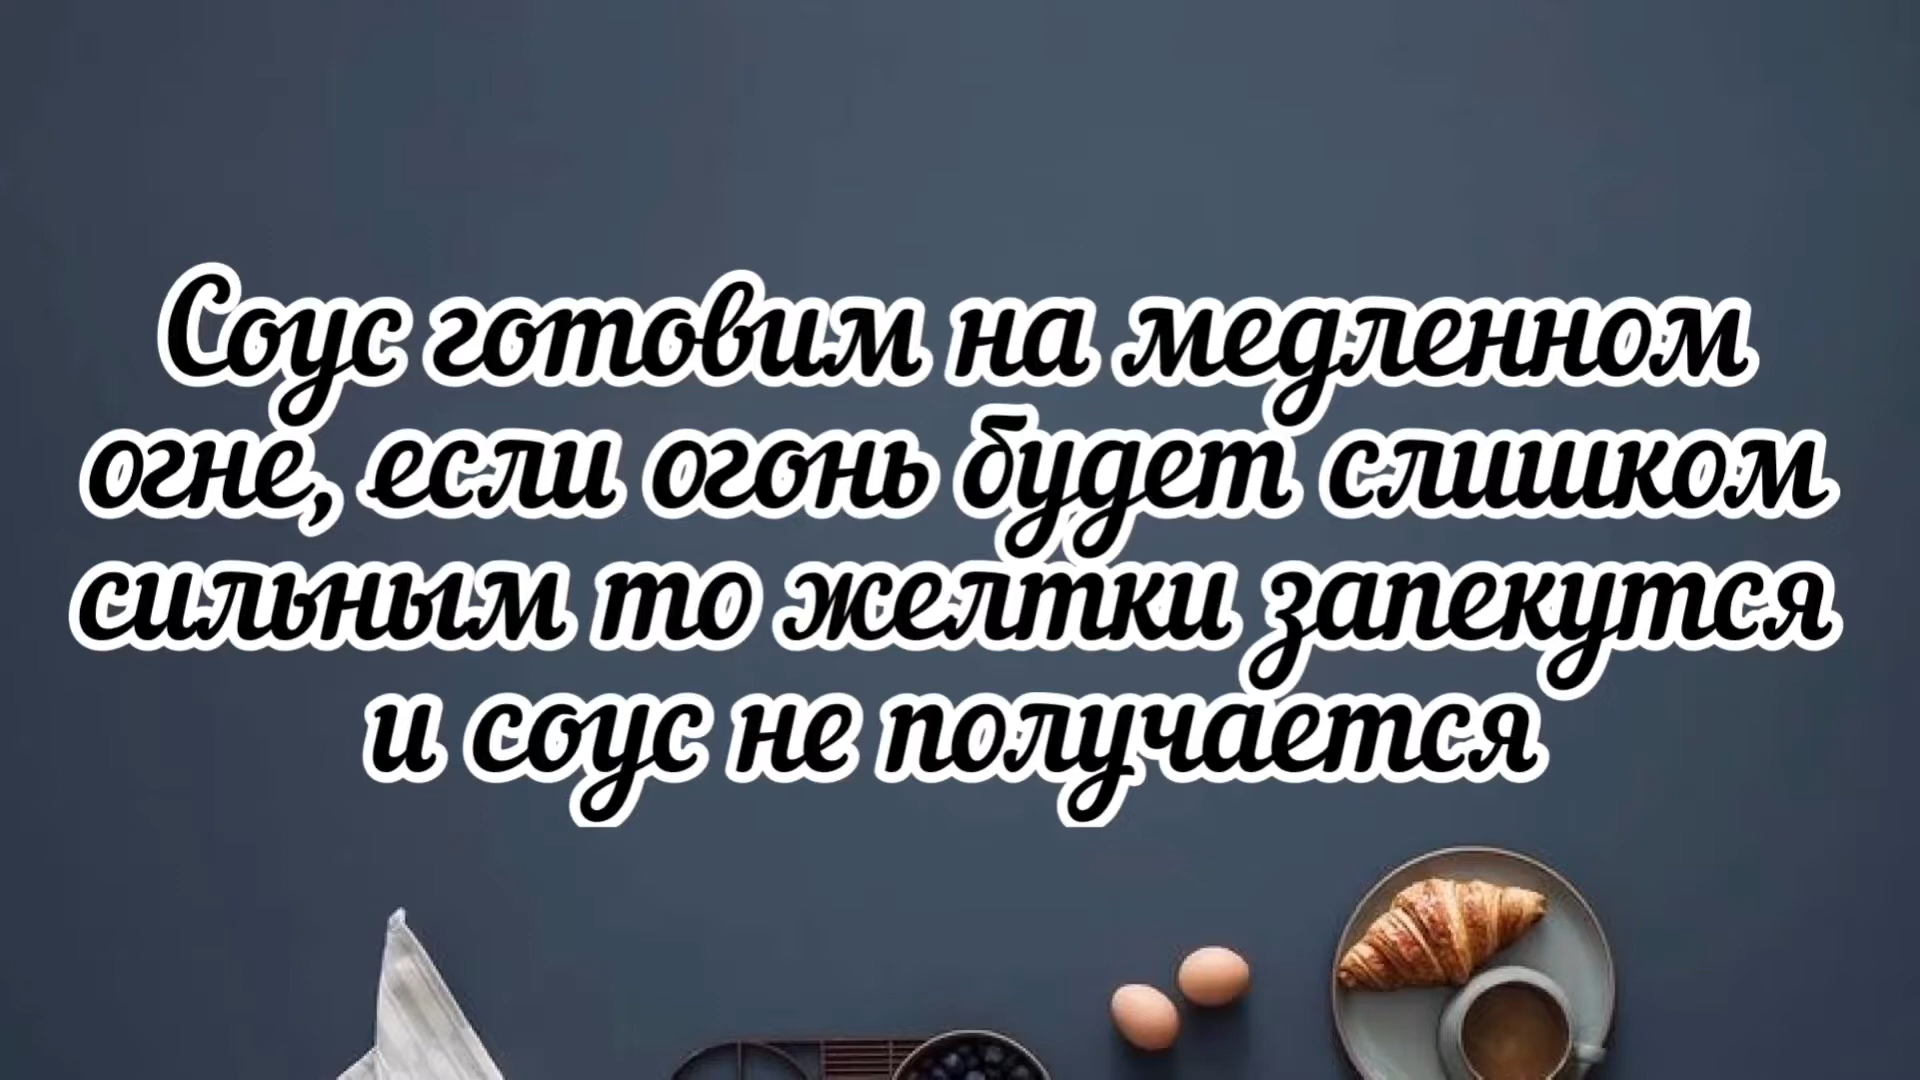 Соус готовим на медленном
огне, если огонь будет слишком
сильным то желтки запекутся
и соус не получается